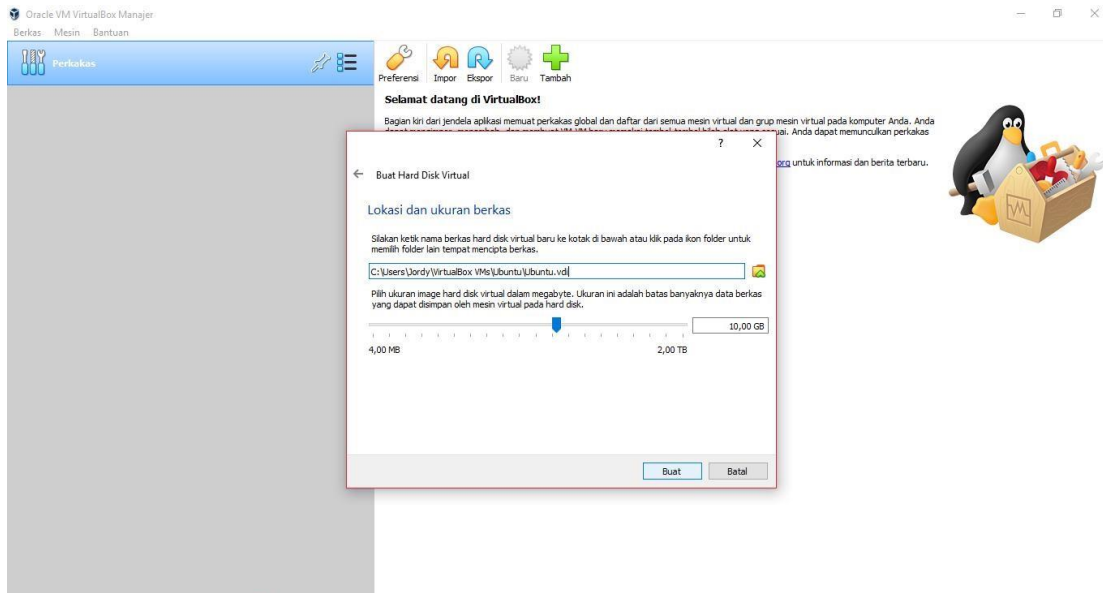 Oracle VM VirtualBox Manajer
Berkas Mesin Bantuan
Perkakas
Preferensi Impor Ekspor Baru Tambah
Selamat datang di VirtualBox!
Bagian kiri dari jendela aplikasi memuat perkakas global dan daftar dari semua mesin virtual dan grup mesin virtual pada komputer Anda. Anda
Anda dapat memunculkan perkakas
org untuk informasi dan berita terbaru.
? 
Buat Hard Disk Virtual
Lokasi dan ukuran berkas
Silakan ketik nama berkas hard disk virtual baru ke kotak di bawah atau klik pada ikon folder untuk
memilih folder lain tempat mencipta berkas.
C:\Users\Jordy\VirtualBox VMs\Ubuntu\Ubuntu.vdi
Pilih ukuran image hard disk virtual dalam megabyte. Ukuran ini adalah batas banyaknya data berkas
yang dapat disimpan oleh mesin virtual pada hard disk.
10,00 GB
4,00 MB 2,00 TB
Buat Batal